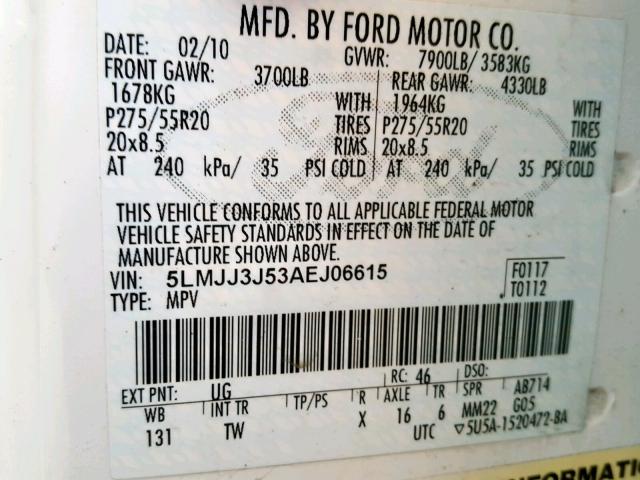 MFD. BY FORD MOTOR CO.
DATE: 02/10 GVWR: 7900LB/ 3583KG
FRONT GAWR: 3700LB REAR GAWR: 4330LB
1678KG WITH 1964KG WITH
P275/55R20 TIRES P275/55R20 TIRES
20x8.5 RIMS 20x8.5 RIMS
AT 240 kPa/ 35 PSI COLD AT 240 kPa/ 35 PSI COLD
Ford
THIS VEHICLE CONFORMS TO ALL APPLICABLE FEDERAL MOTOR
VEHICLE SAFETY STANDARDS IN EFFECT ON THE DATE OF
MANUFACTURE SHOWN ABOVE.
VIN: 5LMJJ3J53AEJ06615 F0117
TYPE: MPV T0112
EXT PNT: UG RC: 46 DSO:
WB INT TR TP/PS R AXLE TR SPR AB714
131 TW X 16 6 MM22 GOS
UTC ▽5U5A-1520472-BA
INFORMATIO